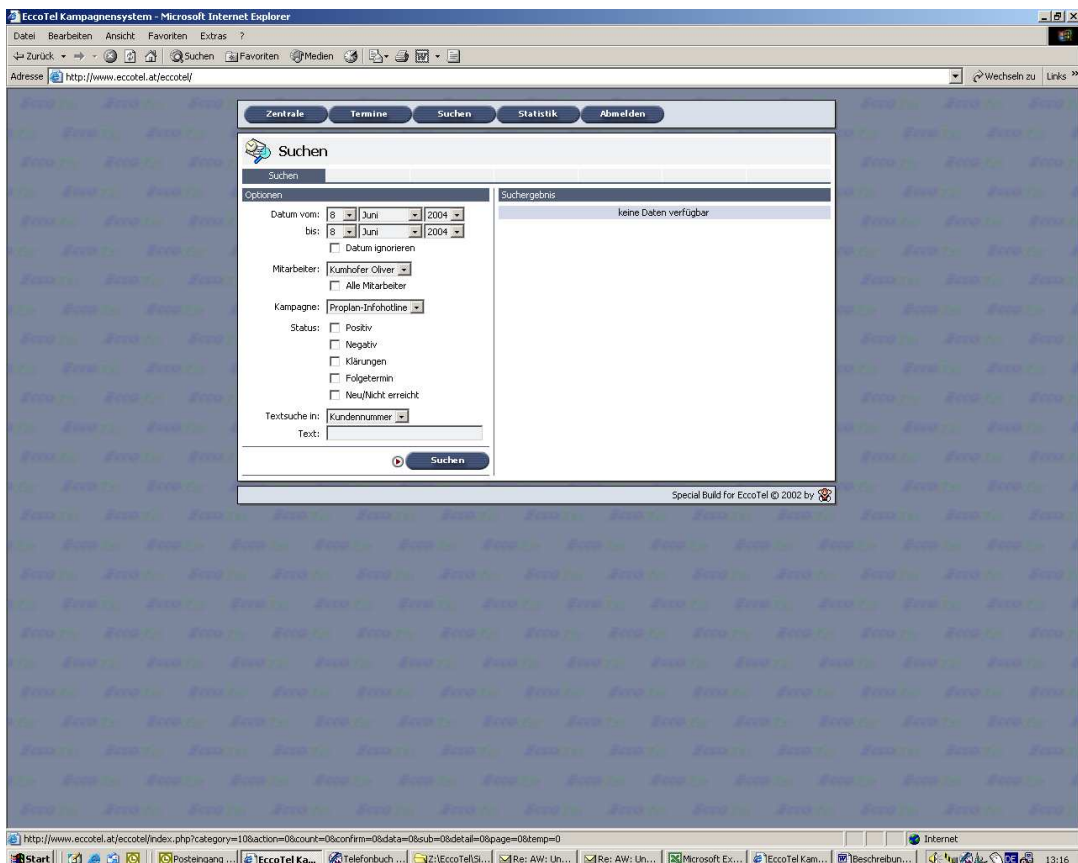 EccoTel Kampagnensystem - Microsoft Internet Explorer
Datei Bearbeiten Ansicht Favoriten Extras ?
Zurück Suchen Favoriten Medien
Adresse http://www.eccotel.at/eccotel/ Wechseln zu Links »
Zentrale Termine Suchen Statistik Abmelden
Suchen
Suchen
Optionen Suchergebnis
Datum vom: 8 Juni 2004 keine Daten verfügbar
bis: 8 Juni 2004
Datum ignorieren
Mitarbeiter: Kumhofer Oliver
Alle Mitarbeiter
Kampagne: Proplan-Infohotline
Status: Positiv
Negativ
Klärungen
Folgetermin
Neu/Nicht erreicht
Textsuche in: Kundennummer
Text:
Suchen
Special Build for EccoTel © 2002 by
http://www.eccotel.at/eccotel/index.php?category=10&action=0&count=0&confirm=0&data=0&sub=0&detail=0&page=0&temp=0 Internet
Start Posteingang ... EccoTel Ka... Telefonbuch ... Z:\EccoTel\Si... Re: AW: Un... Re: AW: Un... Microsoft Ex... EccoTel Kam... Beschreibun... 13:16